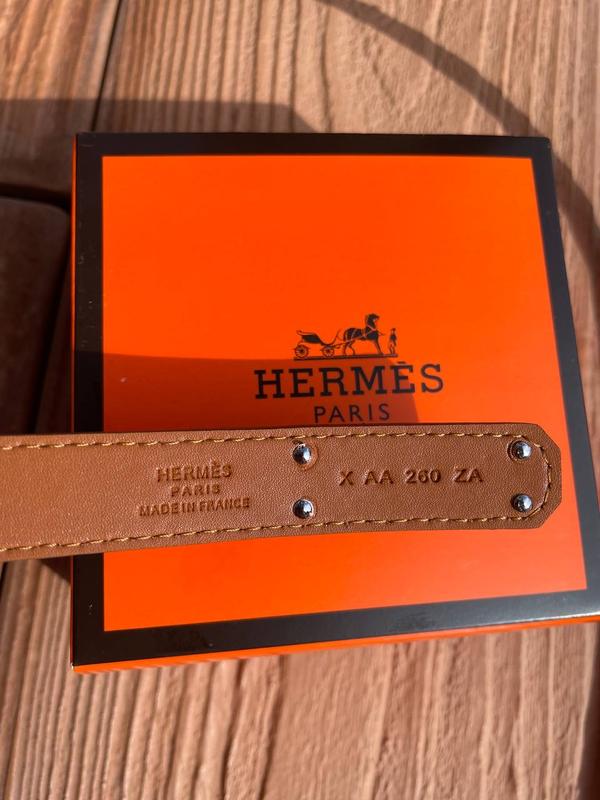 HERMÈS
PARIS
HERMÈS
PARIS
MADE IN FRANCE
X AA 260 ZA